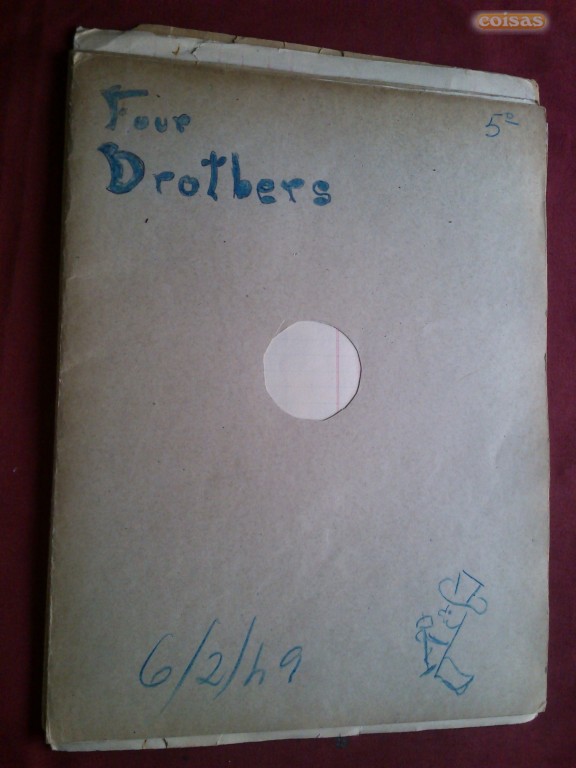 coisas
Four
5º
Brothers
6/2/49